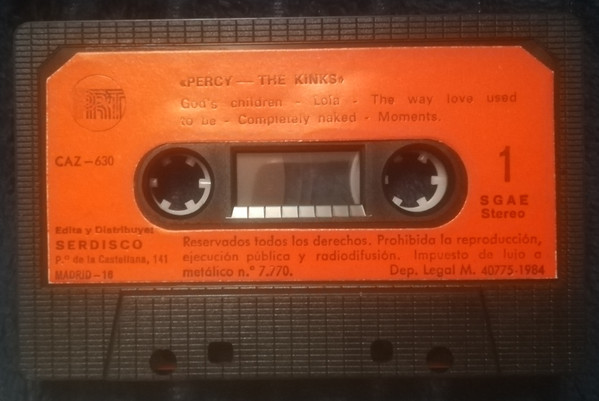 PRT
«PERCY — THE KINKS»
God's children - Lola - The way love used
to be - Completely naked - Moments.
CAZ-630
1
SGAE
Stereo
Edita y Distribuye:
SERDISCO
P.º de la Castellana, 141
MADRID-16
Reservados todos los derechos. Prohibida la reproducción,
ejecución pública y radiodifusión. Impuesto de lujo a
metálico n.º 7.770. Dep. Legal M. 40775-1984